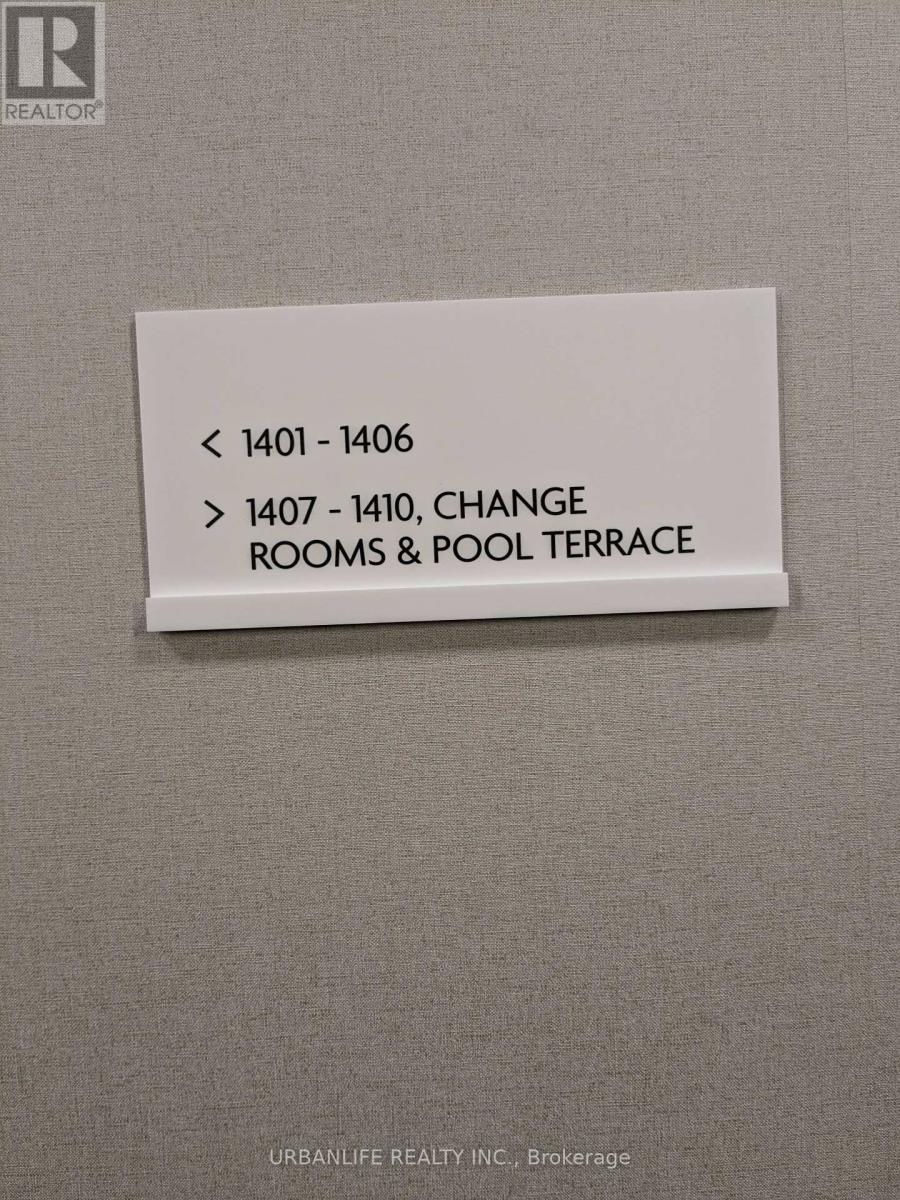 R
REALTOR®
< 1401 - 1406
> 1407 - 1410, CHANGE
ROOMS & POOL TERRACE
URBANLIFE REALTY INC., Brokerage